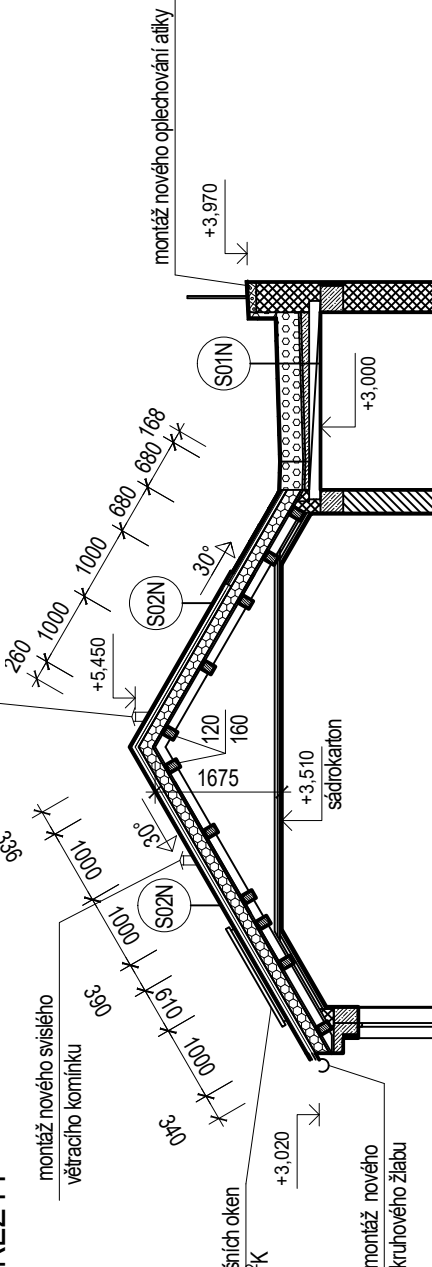 montáž nového oplechování atiky
+3,970
S01N
+3,000
168
680
680
1000
1000
260
S02N
30°
+5,450
120
160
1675
+3,510
sádrokarton
30°
S02N
336
1000
1000
390
610
1000
340
montáž nového svislého
větracího komínku
+3,020
montáž nového
kruhového žlabu